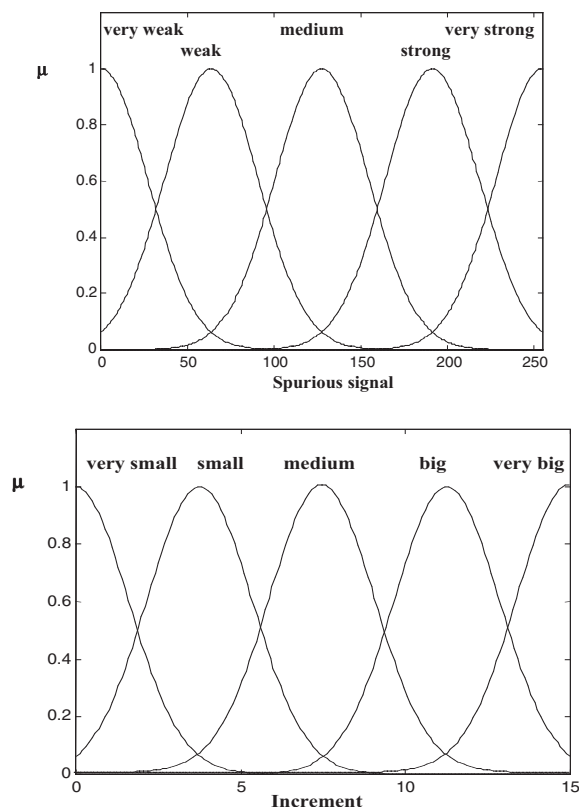 very weak medium very strong
weak strong
μ
1
0.8
0.6
0.4
0.2
0
0 50 100 150 200 250
Spurious signal
very small small medium big very big
μ
1
0.8
0.6
0.4
0.2
0
0 5 10 15
Increment